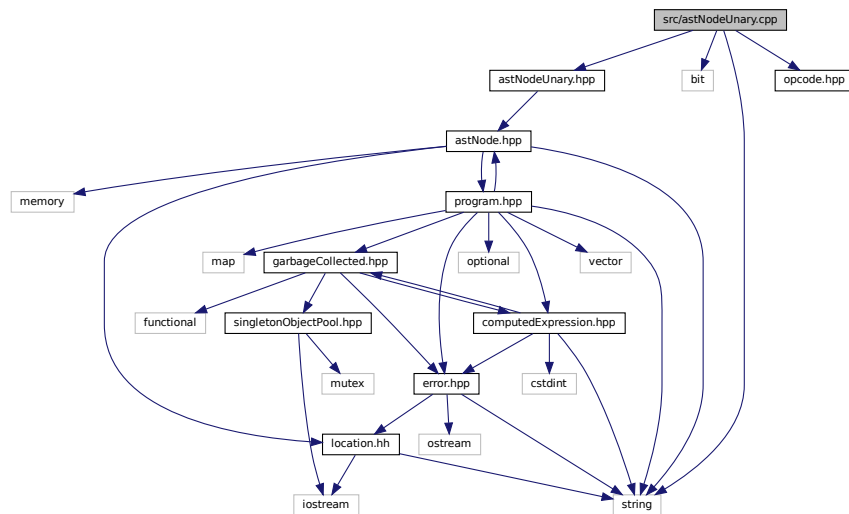 src/astNodeUnary.cpp
astNodeUnary.hpp
bit
opcode.hpp
astNode.hpp
memory
program.hpp
map
garbageCollected.hpp
optional
vector
functional
singletonObjectPool.hpp
computedExpression.hpp
mutex
error.hpp
cstdint
location.hh
ostream
iostream
string